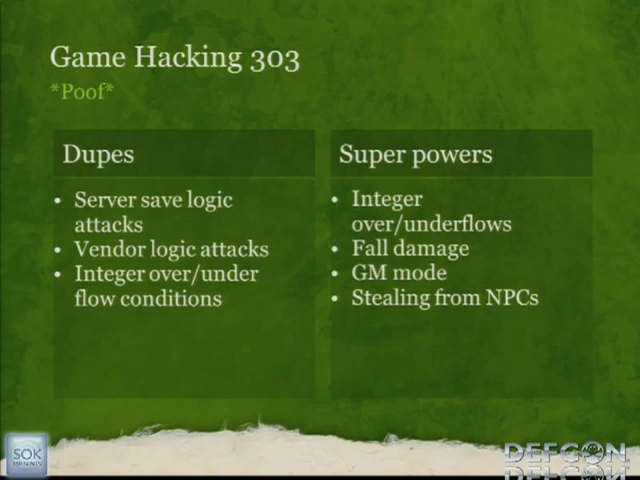 Game Hacking 303
*Poof*
Dupes
• Server save logic
attacks
• Vendor logic attacks
• Integer over/under
flow conditions
Super powers
• Integer
over/underflows
• Fall damage
• GM mode
• Stealing from NPCs
SOK
PRESENTS
DEFCON